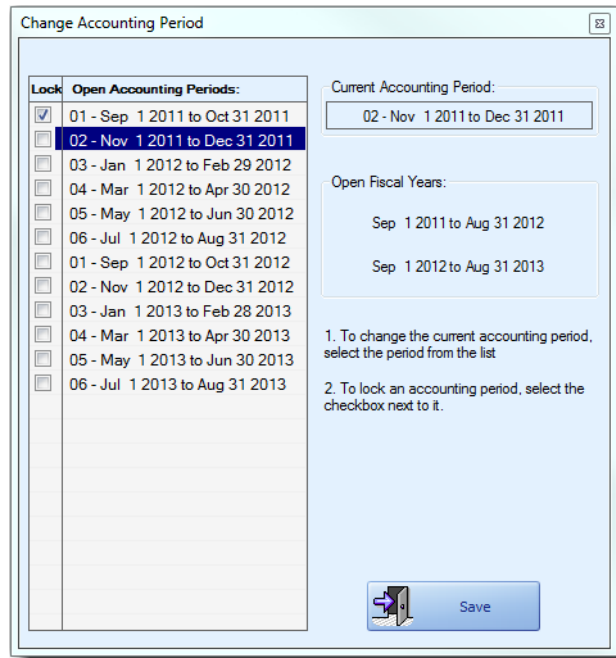 Change Accounting Period
Lock Open Accounting Periods:
01 - Sep 1 2011 to Oct 31 2011
02 - Nov 1 2011 to Dec 31 2011
03 - Jan 1 2012 to Feb 29 2012
04 - Mar 1 2012 to Apr 30 2012
05 - May 1 2012 to Jun 30 2012
06 - Jul 1 2012 to Aug 31 2012
01 - Sep 1 2012 to Oct 31 2012
02 - Nov 1 2012 to Dec 31 2012
03 - Jan 1 2013 to Feb 28 2013
04 - Mar 1 2013 to Apr 30 2013
05 - May 1 2013 to Jun 30 2013
06 - Jul 1 2013 to Aug 31 2013
Current Accounting Period:
02 - Nov 1 2011 to Dec 31 2011
Open Fiscal Years:
Sep 1 2011 to Aug 31 2012
Sep 1 2012 to Aug 31 2013
1. To change the current accounting period,
select the period from the list
2. To lock an accounting period, select the
checkbox next to it.
Save